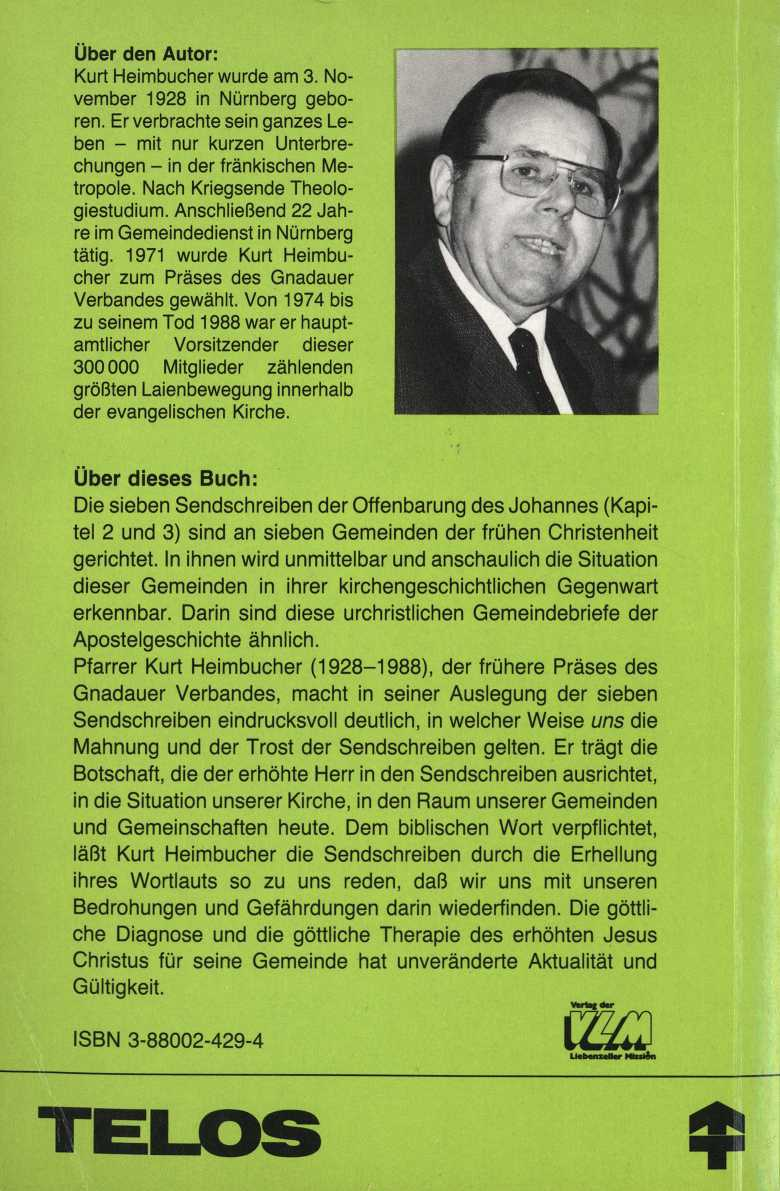 Über den Autor:
Kurt Heimbucher wurde am 3. No-
vember 1928 in Nürnberg gebo-
ren. Er verbrachte sein ganzes Le-
ben – mit nur kurzen Unterbre-
chungen – in der fränkischen Me-
tropole. Nach Kriegsende Theolo-
giestudium. Anschließend 22 Jah-
re im Gemeindedienst in Nürnberg
tätig. 1971 wurde Kurt Heimbu-
cher zum Präses des Gnadauer
Verbandes gewählt. Von 1974 bis
zu seinem Tod 1988 war er haupt-
amtlicher Vorsitzender dieser
300 000 Mitglieder zählenden
größten Laienbewegung innerhalb
der evangelischen Kirche.
Über dieses Buch:
Die sieben Sendschreiben der Offenbarung des Johannes (Kapi-
tel 2 und 3) sind an sieben Gemeinden der frühen Christenheit
gerichtet. In ihnen wird unmittelbar und anschaulich die Situation
dieser Gemeinden in ihrer kirchengeschichtlichen Gegenwart
erkennbar. Darin sind diese urchristlichen Gemeindebriefe der
Apostelgeschichte ähnlich.
Pfarrer Kurt Heimbucher (1928–1988), der frühere Präses des
Gnadauer Verbandes, macht in seiner Auslegung der sieben
Sendschreiben eindrucksvoll deutlich, in welcher Weise uns die
Mahnung und der Trost der Sendschreiben gelten. Er trägt die
Botschaft, die der erhöhte Herr in den Sendschreiben ausrichtet,
in die Situation unserer Kirche, in den Raum unserer Gemeinden
und Gemeinschaften heute. Dem biblischen Wort verpflichtet,
läßt Kurt Heimbucher die Sendschreiben durch die Erhellung
ihres Wortlauts so zu uns reden, daß wir uns mit unseren
Bedrohungen und Gefährdungen darin wiederfinden. Die göttli-
che Diagnose und die göttliche Therapie des erhöhten Jesus
Christus für seine Gemeinde hat unveränderte Aktualität und
Gültigkeit.
ISBN 3-88002-429-4
Verlag der
VLM
Liebenzeller Mission
TELOS